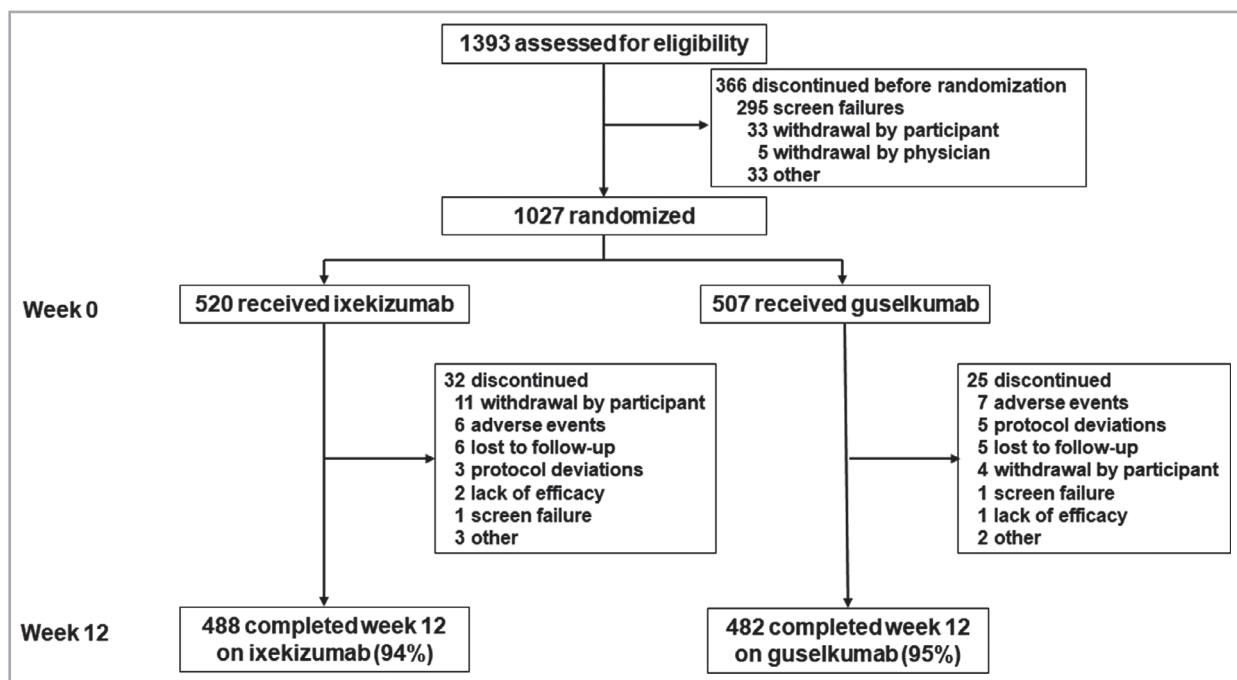 1393 assessed for eligibility
366 discontinued before randomization
295 screen failures
33 withdrawal by participant
5 withdrawal by physician
33 other
1027 randomized
Week 0
520 received ixekizumab
507 received guselkumab
32 discontinued
11 withdrawal by participant
6 adverse events
6 lost to follow-up
3 protocol deviations
2 lack of efficacy
1 screen failure
3 other
25 discontinued
7 adverse events
5 protocol deviations
5 lost to follow-up
4 withdrawal by participant
1 screen failure
1 lack of efficacy
2 other
Week 12
488 completed week 12
on ixekizumab (94%)
482 completed week 12
on guselkumab (95%)